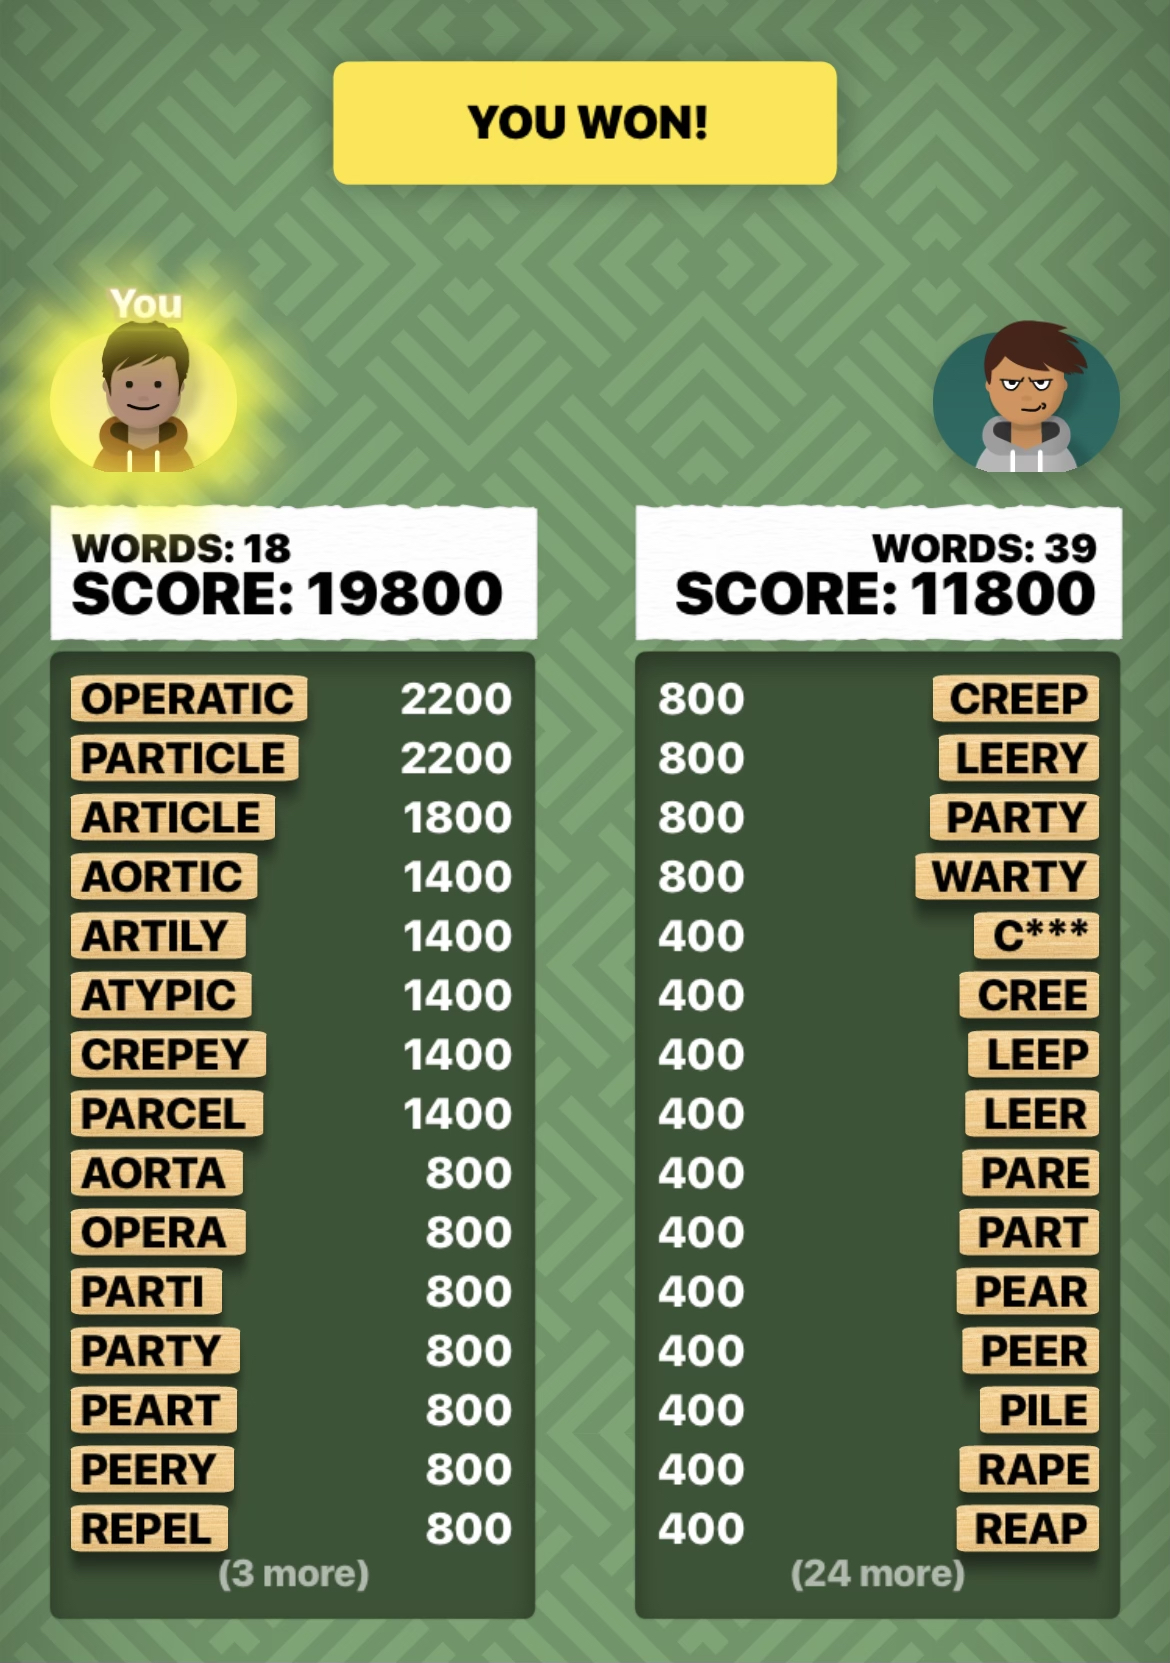 YOU WON!
You
WORDS: 18
SCORE: 19800
WORDS: 39
SCORE: 11800
OPERATIC 2200
PARTICLE 2200
ARTICLE 1800
AORTIC 1400
ARTILY 1400
ATYPIC 1400
CREPEY 1400
PARCEL 1400
AORTA 800
OPERA 800
PARTI 800
PARTY 800
PEART 800
PEERY 800
REPEL 800
(3 more)
800 CREEP
800 LEERY
800 PARTY
800 WARTY
400 C***
400 CREE
400 LEEP
400 LEER
400 PARE
400 PART
400 PEAR
400 PEER
400 PILE
400 RAPE
400 REAP
(24 more)